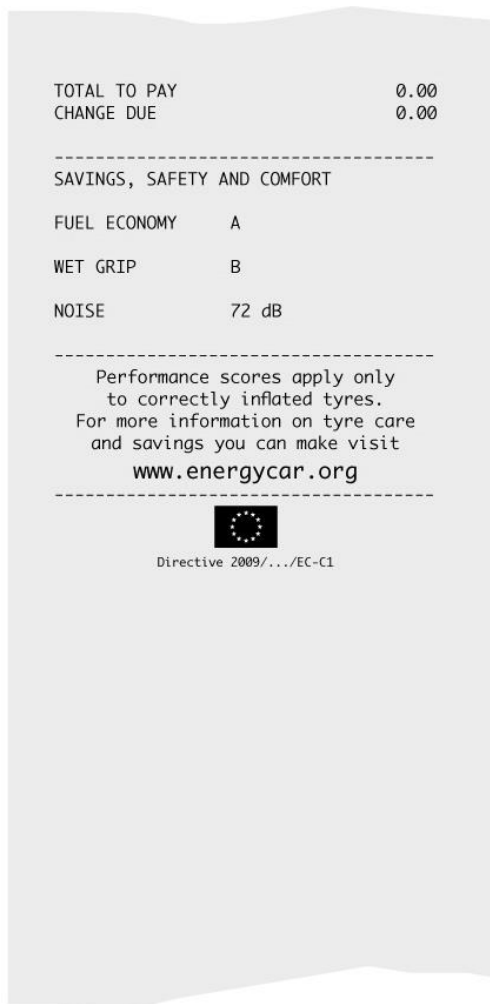 TOTAL TO PAY 0.00
CHANGE DUE 0.00
-------------------------------------
SAVINGS, SAFETY AND COMFORT
FUEL ECONOMY A
WET GRIP B
NOISE 72 dB
-------------------------------------
Performance scores apply only
to correctly inflated tyres.
For more information on tyre care
and savings you can make visit
www.energycar.org
-------------------------------------
Directive 2009/.../EC-C1